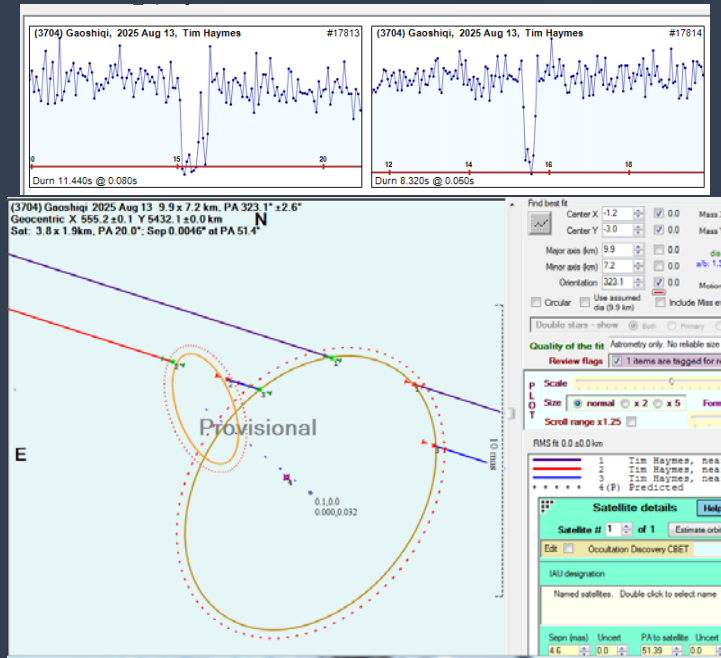 (3704) Gaoshiqi, 2025 Aug 13, Tim Haymes #17813
0 15 20
Durn 11.440s @ 0.080s
(3704) Gaoshiqi, 2025 Aug 13, Tim Haymes #17814
12 14 16 18
Durn 8.320s @ 0.050s
(3704) Gaoshiqi 2025 Aug 13 9.9 x 7.2 km, PA 323.1° ±2.6°
Geocentric X 555.2 ±0.1 Y 5432.1 ±0.0 km
Sat: 3.8 x 1.9km, PA 20.0°; Sep 0.0046" at PA 51.4°
N
E
Provisional
10 mas
0.1,0.0
0.000,0.032
Find best fit
Center X -1.2 0.0 Mass
Center Y -3.0 0.0 Mass
Major axis (km) 9.9 0.0 dia
Minor axis (km) 7.2 0.0 a/b: 1.
Orientation 323.1 0.0 Motion
Circular Use assumed dia (9.9 km) Include Miss
Double stars - show Both Primary
Quality of the fit Astrometry only. No reliable size
Review flags 1 items are tagged for
PLOT
Scale
Size normal x 2 x 5
Scroll range x1.25
RMS fit 0.0 ±0.0 km
1 Tim Haymes,
2 Tim Haymes,
3 Tim Haymes,
4(P) Predicted
Satellite details Help
Satellite # 1 of 1 Estimate
Edit Occultation Discovery CBET
IAU designation
Named satellites. Double click to select name
Sepn (mas) Uncert PA to satellite Uncert
4.6 0.0 51.39 0.0